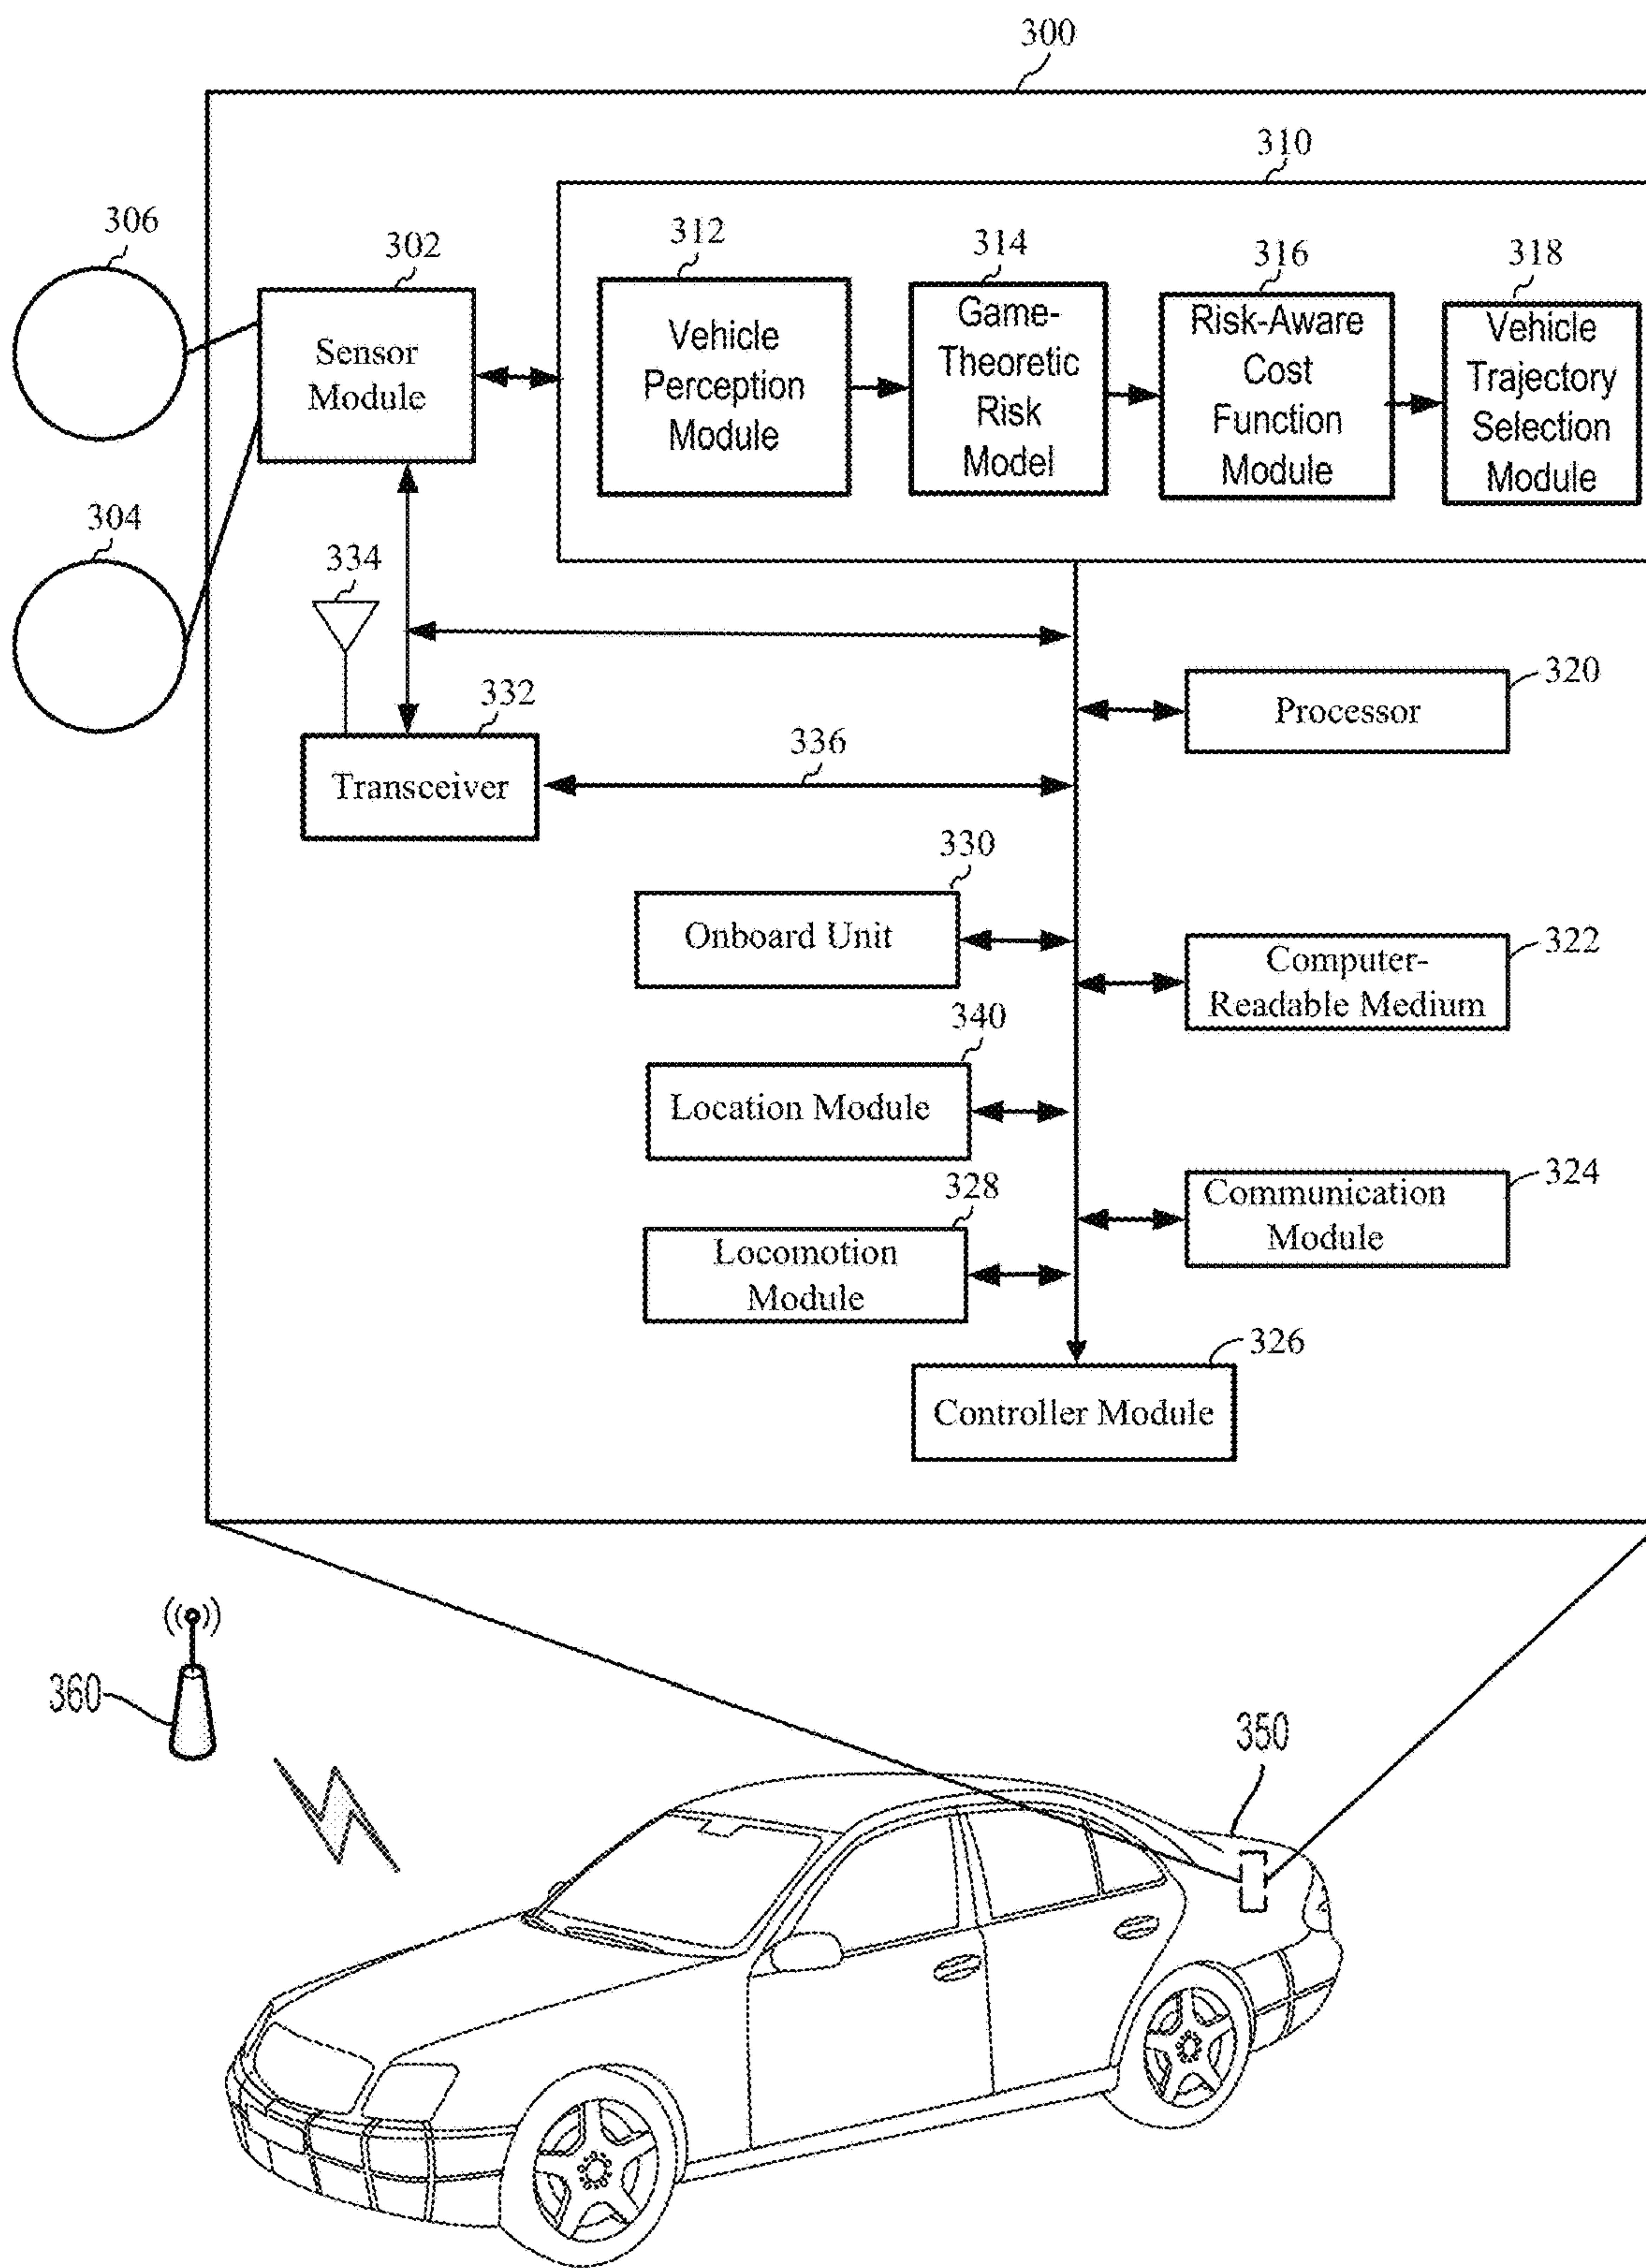 300
310
306
302
312
314
316
318
Sensor
Module
Vehicle
Perception
Module
Game-
Theoretic
Risk
Model
Risk-Aware
Cost
Function
Module
Vehicle
Trajectory
Selection
Module
304
334
332
336
320
Processor
Transceiver
330
Onboard Unit
322
Computer-
Readable Medium
340
Location Module
328
324
Communication
Module
Locomotion
Module
326
Controller Module
360
350